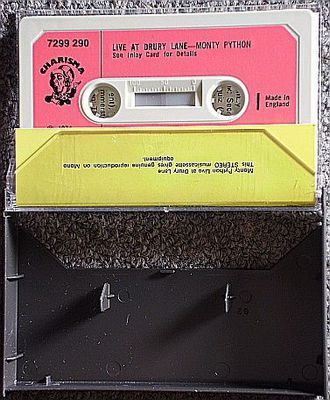 7299 290
LIVE AT DRURY LANE—MONTY PYTHON
See Inlay Card for Details
CHARISMA
1
Made in
England
Monty Python Live at Drury Lane
This STEREO musicassette gives genuine reproduction on Mono
equipment.